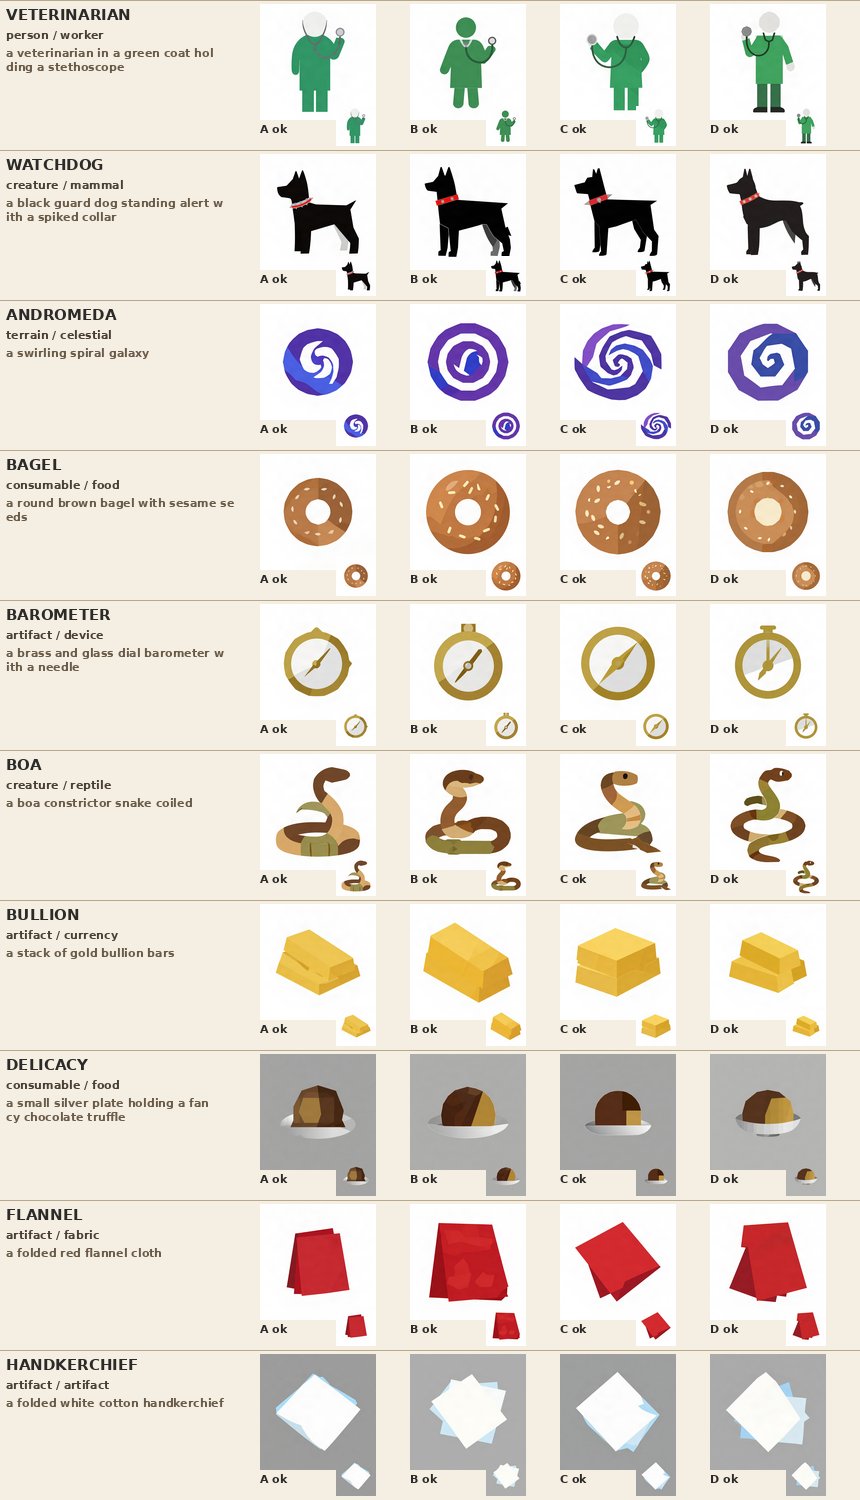 VETERINARIAN
person / worker
a veterinarian in a green coat hol
ding a stethoscope
A ok
B ok
C ok
D ok
WATCHDOG
creature / mammal
a black guard dog standing alert w
ith a spiked collar
A ok
B ok
C ok
D ok
ANDROMEDA
terrain / celestial
a swirling spiral galaxy
A ok
B ok
C ok
D ok
BAGEL
consumable / food
a round brown bagel with sesame se
eds
A ok
B ok
C ok
D ok
BAROMETER
artifact / device
a brass and glass dial barometer w
ith a needle
A ok
B ok
C ok
D ok
BOA
creature / reptile
a boa constrictor snake coiled
A ok
B ok
C ok
D ok
BULLION
artifact / currency
a stack of gold bullion bars
A ok
B ok
C ok
D ok
DELICACY
consumable / food
a small silver plate holding a fan
cy chocolate truffle
A ok
B ok
C ok
D ok
FLANNEL
artifact / fabric
a folded red flannel cloth
A ok
B ok
C ok
D ok
HANDKERCHIEF
artifact / artifact
a folded white cotton handkerchief
A ok
B ok
C ok
D ok